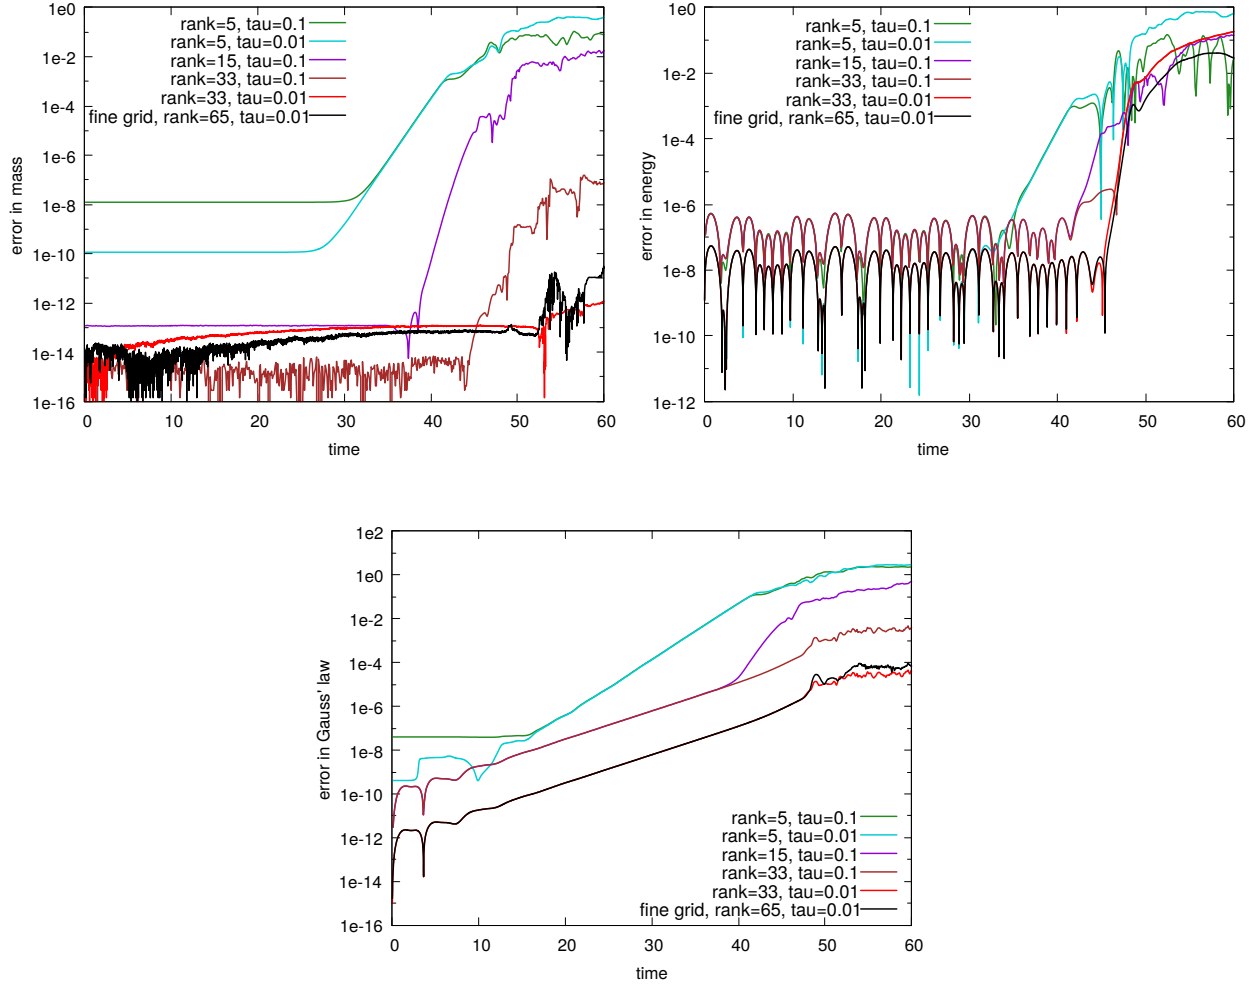 1e+0
1e-2
1e-4
1e-6
1e-8
1e-10
1e-12
1e-14
1e-16
0 10 20 30 40 50 60
error in mass
time
rank=5, tau=0.1
rank=5, tau=0.01
rank=15, tau=0.1
rank=33, tau=0.1
rank=33, tau=0.01
fine grid, rank=65, tau=0.01
1e+0
1e-2
1e-4
1e-6
1e-8
1e-10
1e-12
0 10 20 30 40 50 60
error in energy
time
rank=5, tau=0.1
rank=5, tau=0.01
rank=15, tau=0.1
rank=33, tau=0.1
rank=33, tau=0.01
fine grid, rank=65, tau=0.01
1e+2
1e+0
1e-2
1e-4
1e-6
1e-8
1e-10
1e-12
1e-14
1e-16
0 10 20 30 40 50 60
error in Gauss' law
time
rank=5, tau=0.1
rank=5, tau=0.01
rank=15, tau=0.1
rank=33, tau=0.1
rank=33, tau=0.01
fine grid, rank=65, tau=0.01